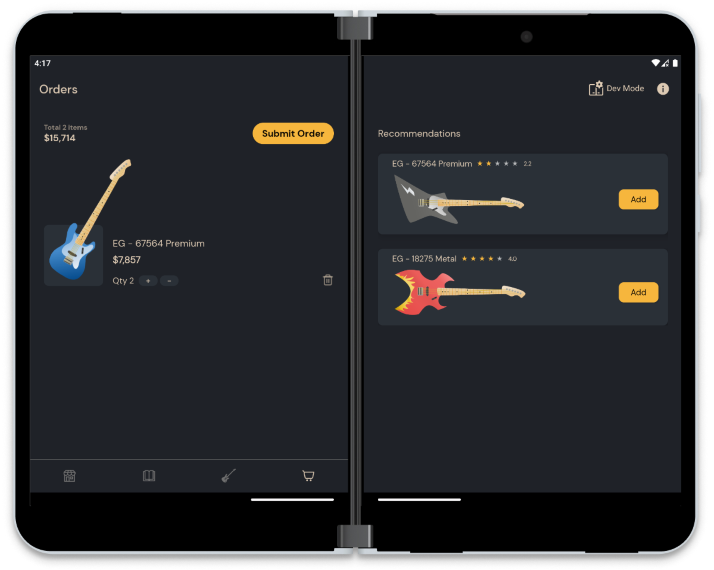 4:17
Orders
Total 2 Items
$15,714
Submit Order
EG - 67564 Premium
$7,857
Qty 2 + -
Dev Mode
Recommendations
EG - 67564 Premium 2.2
Add
EG - 18275 Metal 4.0
Add